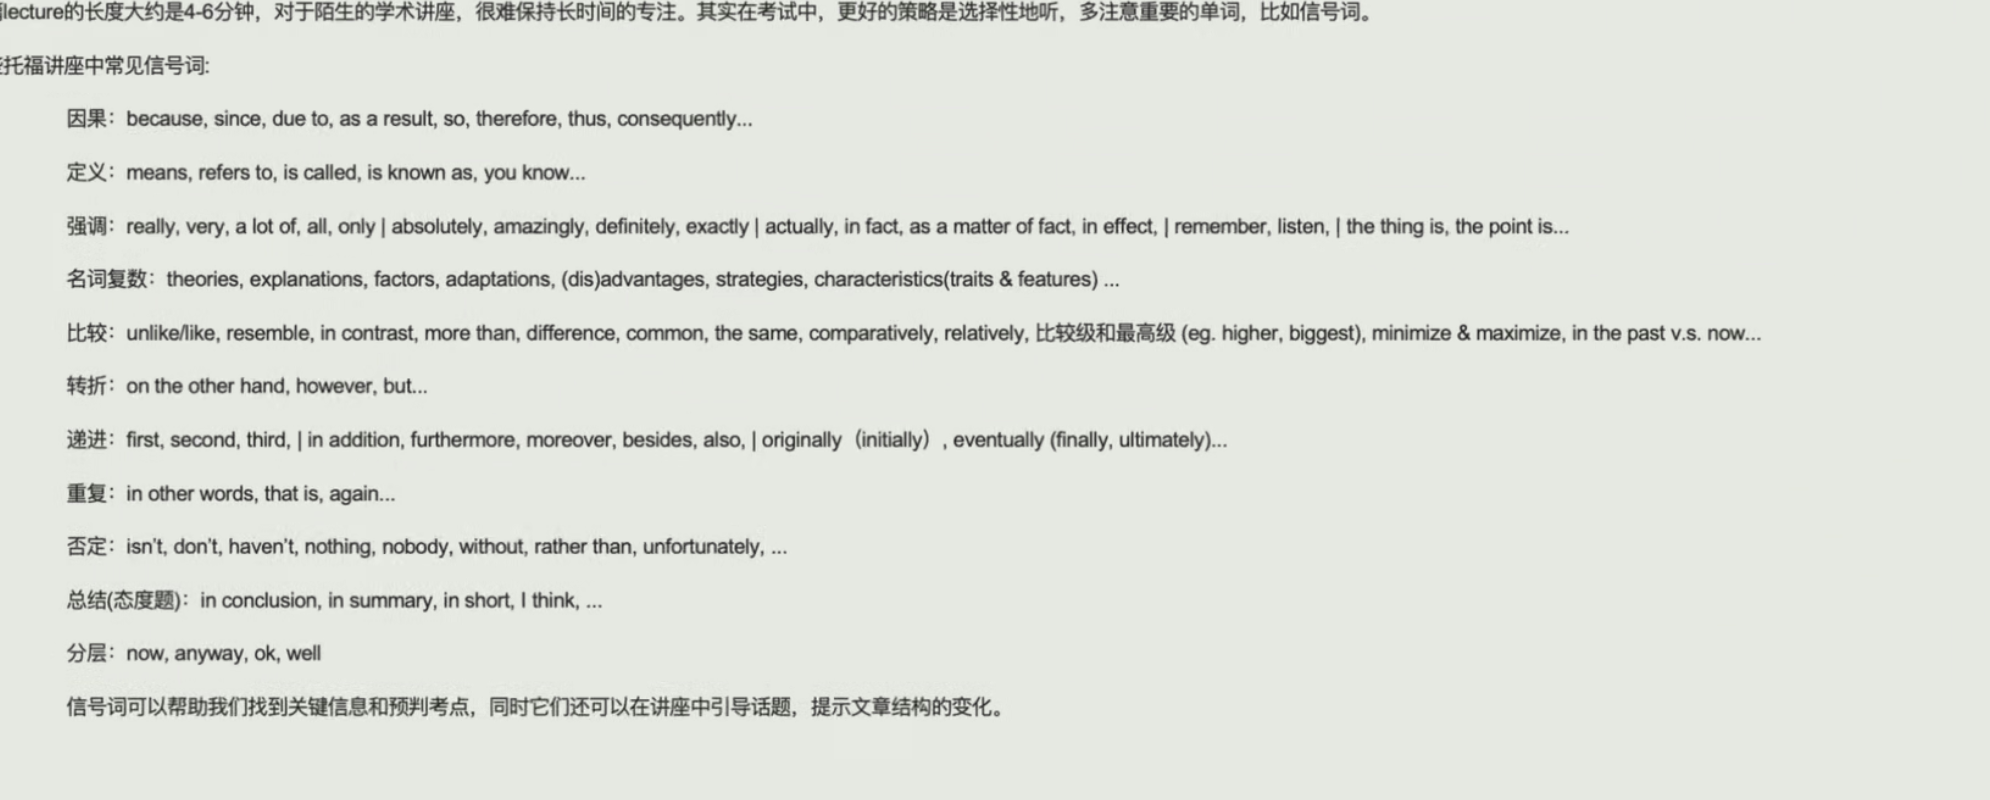 lecture的长度大约是4-6分钟，对于陌生的学术讲座，很难保持长时间的专注。其实在考试中，更好的策略是选择性地听，多注意重要的单词，比如信号词。
托福讲座中常见信号词:
因果：because, since, due to, as a result, so, therefore, thus, consequently...
定义：means, refers to, is called, is known as, you know...
强调：really, very, a lot of, all, only | absolutely, amazingly, definitely, exactly | actually, in fact, as a matter of fact, in effect, | remember, listen, | the thing is, the point is...
名词复数：theories, explanations, factors, adaptations, (dis)advantages, strategies, characteristics(traits & features) ...
比较：unlike/like, resemble, in contrast, more than, difference, common, the same, comparatively, relatively, 比较级和最高级 (eg. higher, biggest), minimize & maximize, in the past v.s. now...
转折：on the other hand, however, but...
递进：first, second, third, | in addition, furthermore, moreover, besides, also, | originally（initially）, eventually (finally, ultimately)...
重复：in other words, that is, again...
否定：isn't, don't, haven't, nothing, nobody, without, rather than, unfortunately, ...
总结(态度题)：in conclusion, in summary, in short, I think, ...
分层：now, anyway, ok, well
信号词可以帮助我们找到关键信息和预判考点，同时它们还可以在讲座中引导话题，提示文章结构的变化。